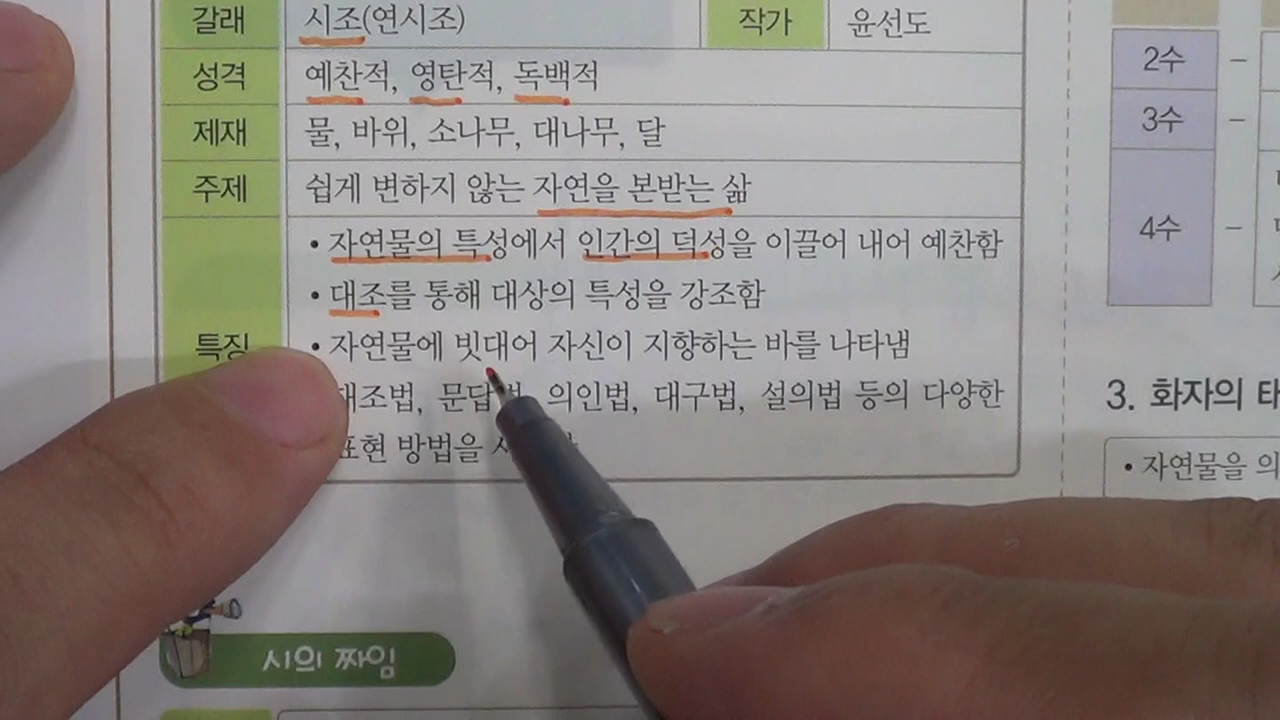 갈래 시조(연시조) 작가 윤선도
성격 예찬적, 영탄적, 독백적
제재 물, 바위, 소나무, 대나무, 달
주제 쉽게 변하지 않는 자연을 본받는 삶
• 자연물의 특성에서 인간의 덕성을 이끌어 내어 예찬함
• 대조를 통해 대상의 특성을 강조함
특징 • 자연물에 빗대어 자신이 지향하는 바를 나타냄
대조법, 문답법, 의인법, 대구법, 설의법 등의 다양한
표현 방법을
시의 짜임
2수 –
3수 –
4수 –
3. 화자의
• 자연물을